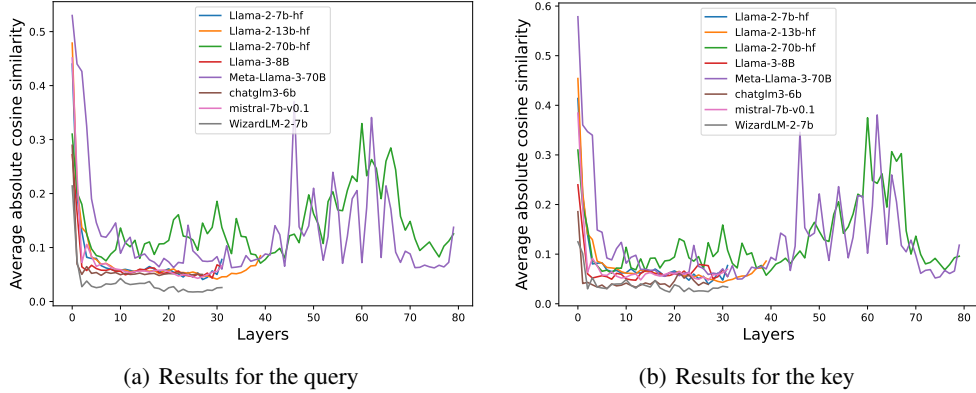 Average absolute cosine similarity
0.5
0.4
0.3
0.2
0.1
0.0
Llama-2-7b-hf
Llama-2-13b-hf
Llama-2-70b-hf
Llama-3-8B
Meta-Llama-3-70B
chatglm3-6b
mistral-7b-v0.1
WizardLM-2-7b
0 10 20 30 40 50 60 70 80
Layers
(a) Results for the query
Average absolute cosine similarity
0.6
0.5
0.4
0.3
0.2
0.1
0.0
Llama-2-7b-hf
Llama-2-13b-hf
Llama-2-70b-hf
Llama-3-8B
Meta-Llama-3-70B
chatglm3-6b
mistral-7b-v0.1
WizardLM-2-7b
0 10 20 30 40 50 60 70 80
Layers
(b) Results for the key